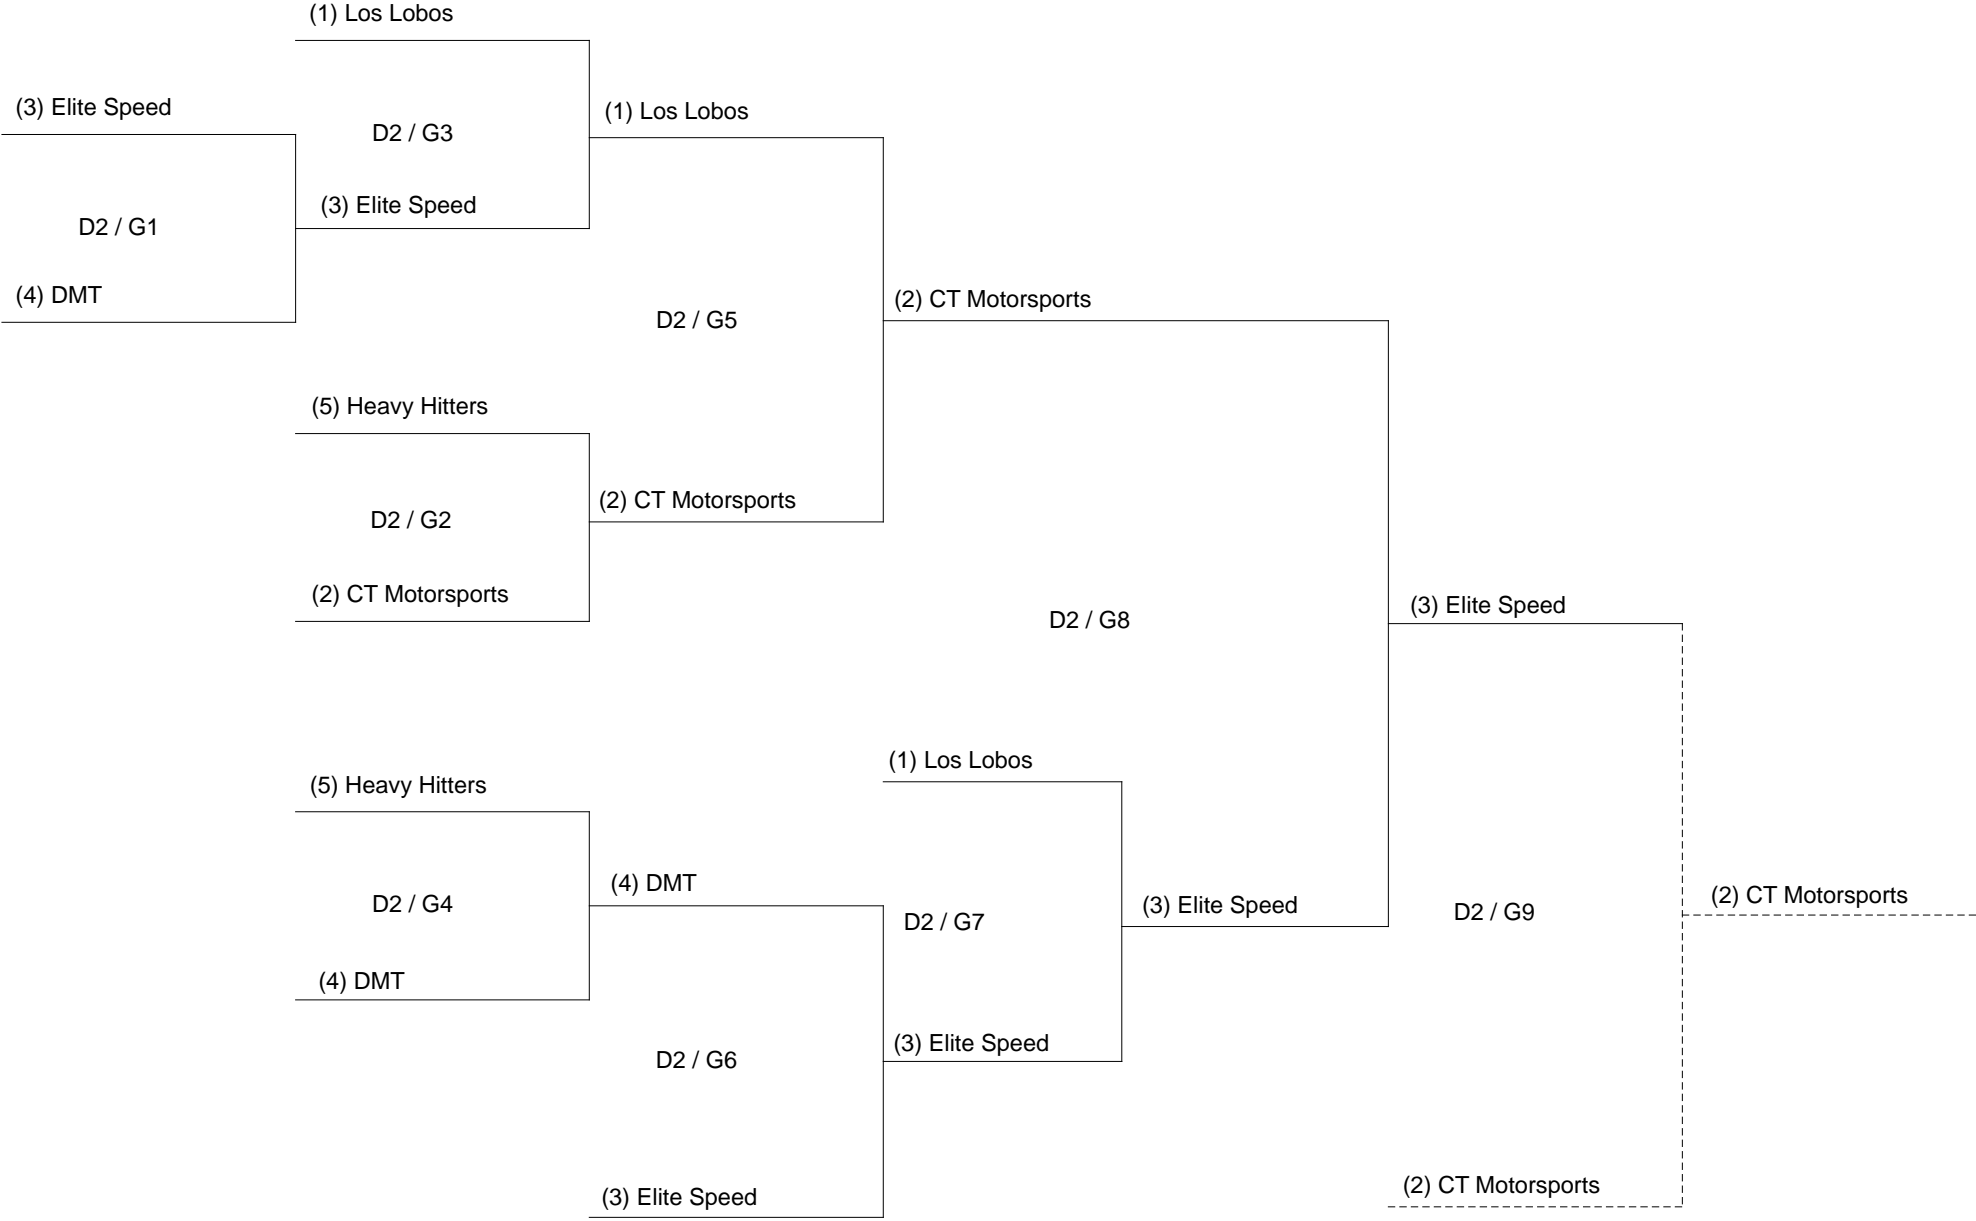 (1) Los Lobos
(3) Elite Speed
(1) Los Lobos
D2 / G3
(3) Elite Speed
D2 / G1
(4) DMT
(2) CT Motorsports
D2 / G5
(5) Heavy Hitters
(2) CT Motorsports
D2 / G2
(2) CT Motorsports
(3) Elite Speed
D2 / G8
(1) Los Lobos
(5) Heavy Hitters
(4) DMT
(2) CT Motorsports
D2 / G4
(3) Elite Speed
D2 / G9
D2 / G7
(4) DMT
(3) Elite Speed
D2 / G6
(2) CT Motorsports
(3) Elite Speed